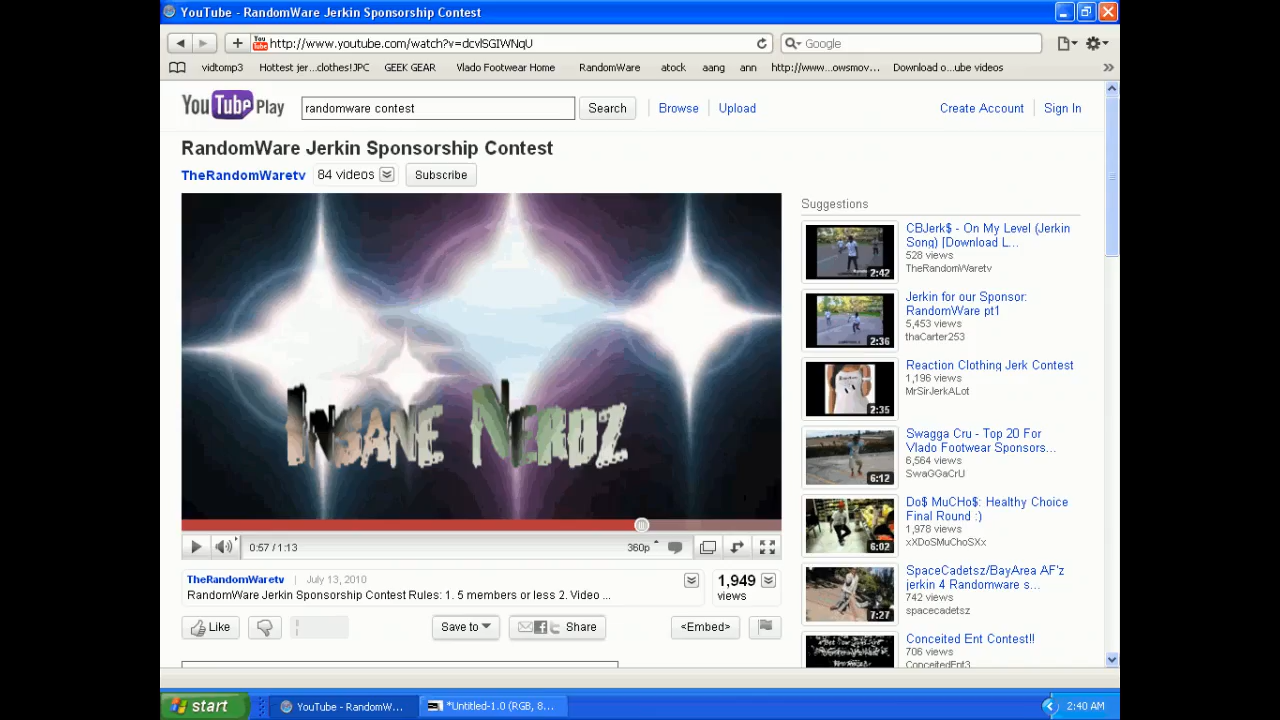 YouTube - RandomWare Jerkin Sponsorship Contest
http://www.youtube.com/watch?v=dcvlSGIWNqU
Google
vidtomp3 Hottest jer...clothes!JPC GEEK GEAR Vlado Footwear Home RandomWare atock aang ann http://www...owsmov... Download o...ube videos
YouTube Play
randomware contest
Search
Browse
Upload
Create Account
Sign In
RandomWare Jerkin Sponsorship Contest
TheRandomWaretv 84 videos Subscribe
INSANE NERDZ
0:57 / 1:13
360p
TheRandomWaretv | July 13, 2010
RandomWare Jerkin Sponsorship Contest Rules: 1. 5 members or less 2. Video ...
1,949
views
Like
Save to
Share
<Embed>
Suggestions
CBJerk$ - On My Level (Jerkin
Song) [Download L...
528 views
TheRandomWaretv
2:42
Jerkin for our Sponsor:
RandomWare pt1
5,453 views
thaCarter253
2:36
Reaction Clothing Jerk Contest
1,196 views
MrSirJerkALot
2:35
Swagga Cru - Top 20 For
Vlado Footwear Sponsors...
6,564 views
SwaGGaCrU
6:12
Do$ MuCHo$: Healthy Choice
Final Round :)
1,978 views
xXDoSMuChoSXx
6:02
SpaceCadetsz/BayArea AF'z
jerkin 4 Randomware s...
742 views
spacecadetsz
7:27
Conceited Ent Contest!!
706 views
ConceitedEnt3
start
YouTube - RandomW...
*Untitled-1.0 (RGB, 8...
2:40 AM